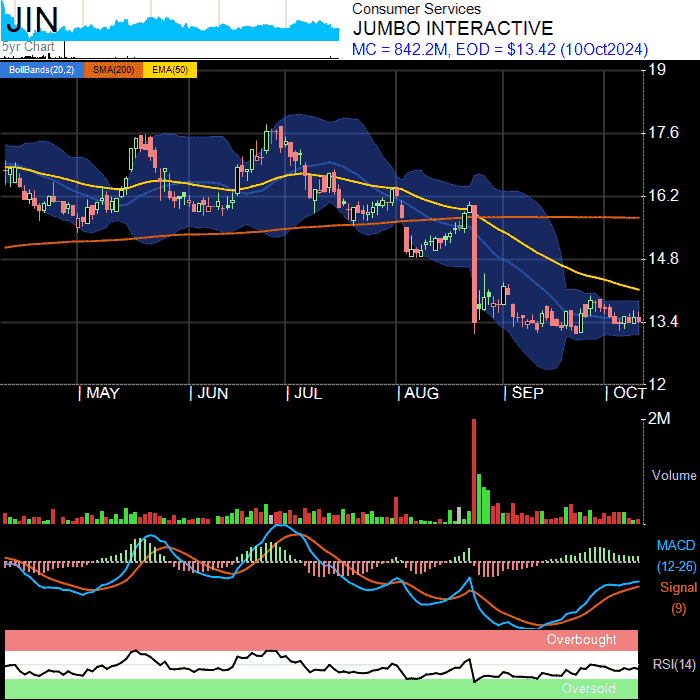 JIN
5yr Chart
Consumer Services
JUMBO INTERACTIVE
MC = 842.2M, EOD = $13.42 (10Oct2024)
BollBands(20,2) SMA(200) EMA(50)
19
17.6
16.2
14.8
13.4
12
MAY JUN JUL AUG SEP OCT
2M
Volume
MACD
(12-26)
Signal
(9)
Overbought
RSI(14)
Oversold